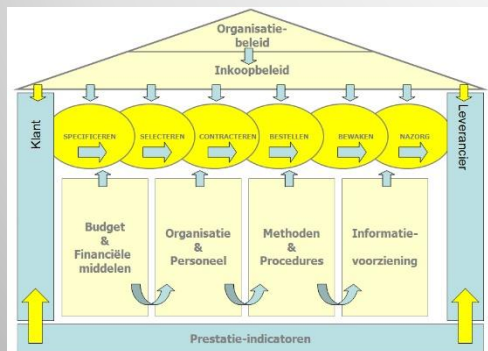 Organisatie-
beleid
Inkoopbeleid
Klant
SPECIFICEREN
SELECTEREN
CONTRACTEREN
BESTELLEN
BEWAKEN
NAZORG
Leverancier
Budget
&
Financiële
middelen
Organisatie
&
Personeel
Methoden
&
Procedures
Informatie-
voorziening
Prestatie-indicatoren